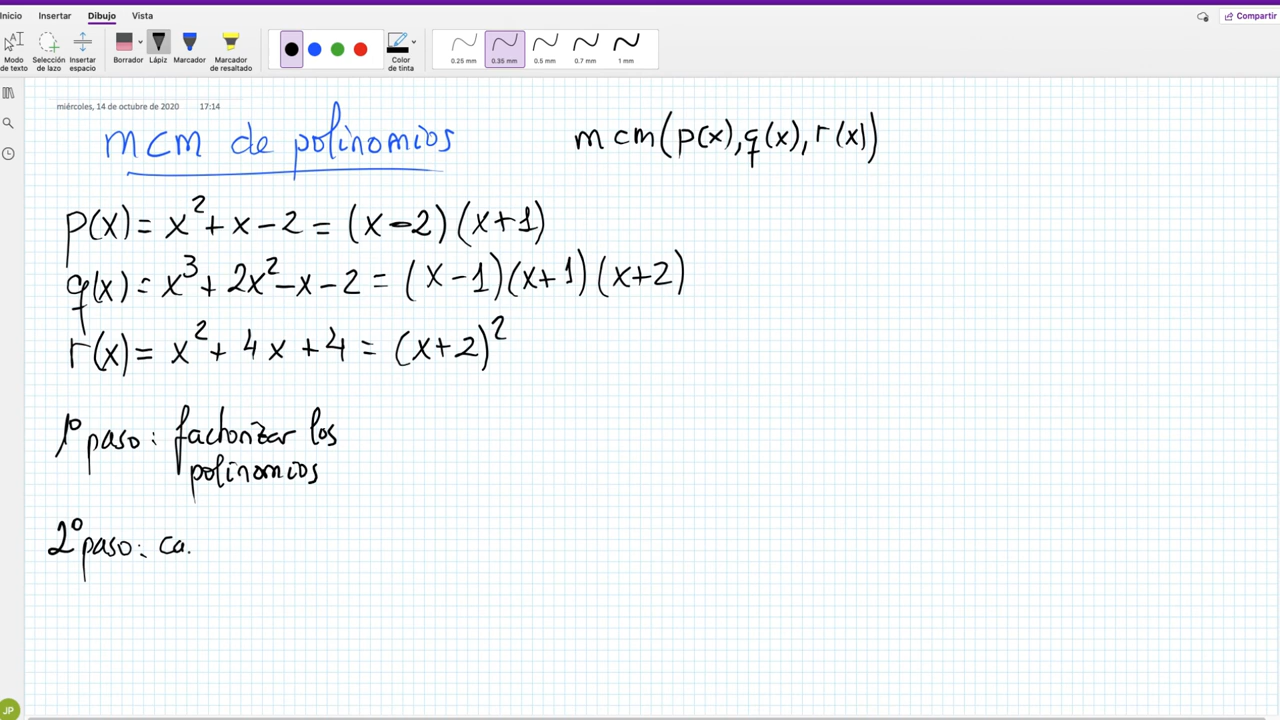 Inicio Insertar Dibujo Vista
Compartir
Modo de texto
Selección de lazo
Insertar espacio
Borrador
Lápiz
Marcador
Marcador de resaltado
Color de tinta
0.25 mm 0.35 mm 0.5 mm 0.7 mm 1 mm
miércoles, 14 de octubre de 2020 17:14
mcm de polinomios
mcm(p(x),q(x),r(x))
p(x)= x²+x-2=(x-2)(x+1)
q(x)= x³+2x²-x-2=(x-1)(x+1)(x+2)
r(x)= x²+4x+4=(x+2)²
1º paso: factorizar los
polinomios
2º paso: ca
JP